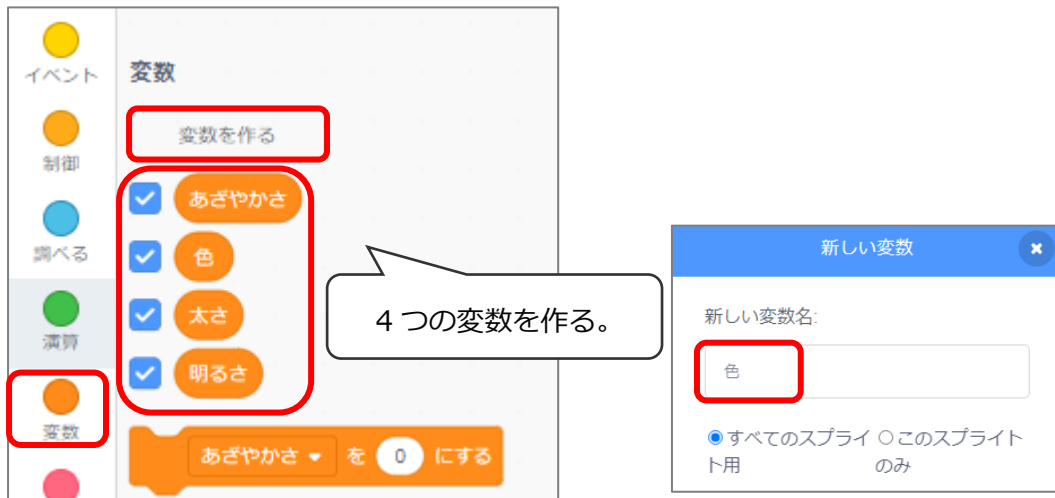 イベント
制御
調べる
演算
変数
変数
変数を作る
あざやかさ
色
太さ
明るさ
あざやかさ を 0 にする
4つの変数を作る。
新しい変数
新しい変数名:
色
すべてのスプライ このスプライト
ト用 のみ